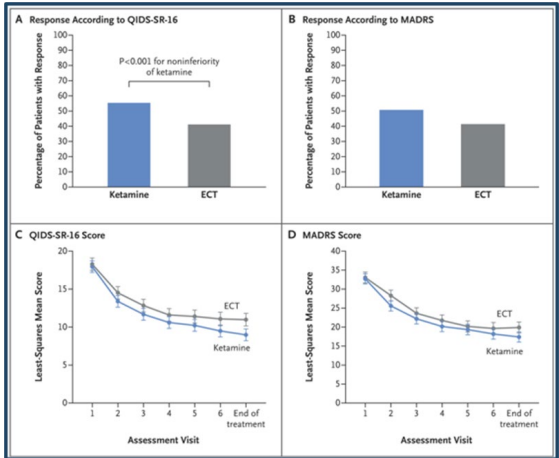 A Response According to QIDS-SR-16
Percentage of Patients with Response
100
90
80
70
60
50
40
30
20
10
0
P<0.001 for noninferiority
of ketamine
Ketamine ECT
B Response According to MADRS
Percentage of Patients with Response
100
90
80
70
60
50
40
30
20
10
0
Ketamine ECT
C QIDS-SR-16 Score
Least-Squares Mean Score
20
15
10
5
0
ECT
Ketamine
1 2 3 4 5 6 End of
treatment
Assessment Visit
D MADRS Score
Least-Squares Mean Score
40
35
30
25
20
15
10
5
0
ECT
Ketamine
1 2 3 4 5 6 End of
treatment
Assessment Visit